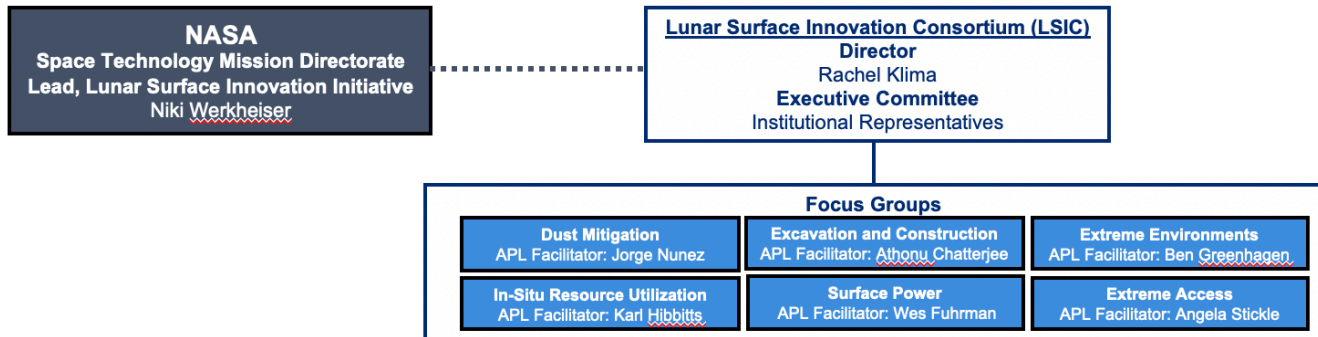 NASA
Space Technology Mission Directorate
Lead, Lunar Surface Innovation Initiative
Niki Werkheiser
Lunar Surface Innovation Consortium (LSIC)
Director
Rachel Klima
Executive Committee
Institutional Representatives
Focus Groups
Dust Mitigation
APL Facilitator: Jorge Nunez
Excavation and Construction
APL Facilitator: Athonu Chatterjee
Extreme Environments
APL Facilitator: Ben Greenhagen
In-Situ Resource Utilization
APL Facilitator: Karl Hibbitts
Surface Power
APL Facilitator: Wes Fuhrman
Extreme Access
APL Facilitator: Angela Stickle